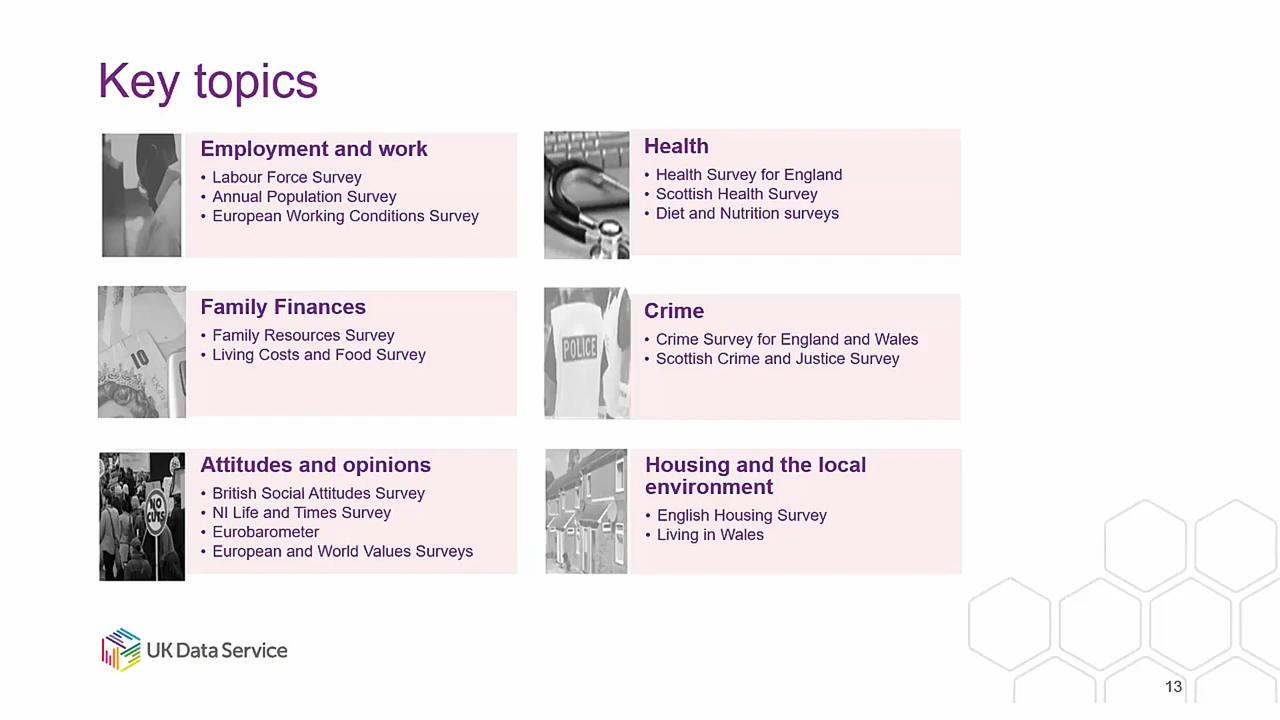 Key topics
Employment and work
• Labour Force Survey
• Annual Population Survey
• European Working Conditions Survey
Health
• Health Survey for England
• Scottish Health Survey
• Diet and Nutrition surveys
Family Finances
• Family Resources Survey
• Living Costs and Food Survey
10
Crime
• Crime Survey for England and Wales
• Scottish Crime and Justice Survey
POLICE
Attitudes and opinions
• British Social Attitudes Survey
• NI Life and Times Survey
• Eurobarometer
• European and World Values Surveys
NO
CUTS
Housing and the local
environment
• English Housing Survey
• Living in Wales
UK Data Service
13